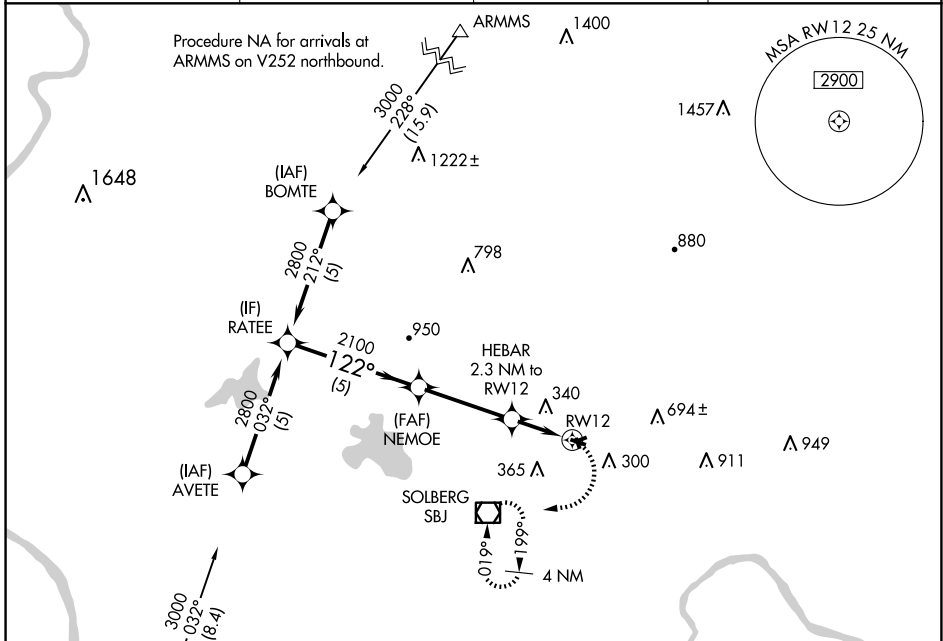 Procedure NA for arrivals at
ARMMS on V252 northbound.
ARMMS
1400
MSA RW12 25 NM
2900
1457
3000
228°
(15.9)
1222±
1648
(IAF)
BOMTE
2800
212°
(5)
798
880
(IF)
RATEE
950
2100
122°
(5)
HEBAR
2.3 NM to
RW12
340
(FAF)
NEMOE
RW12
694±
949
2800
032°
(5)
(IAF)
AVETE
365
300
911
SOLBERG
SBJ
019°
199°
4 NM
3000
032°
(8.4)